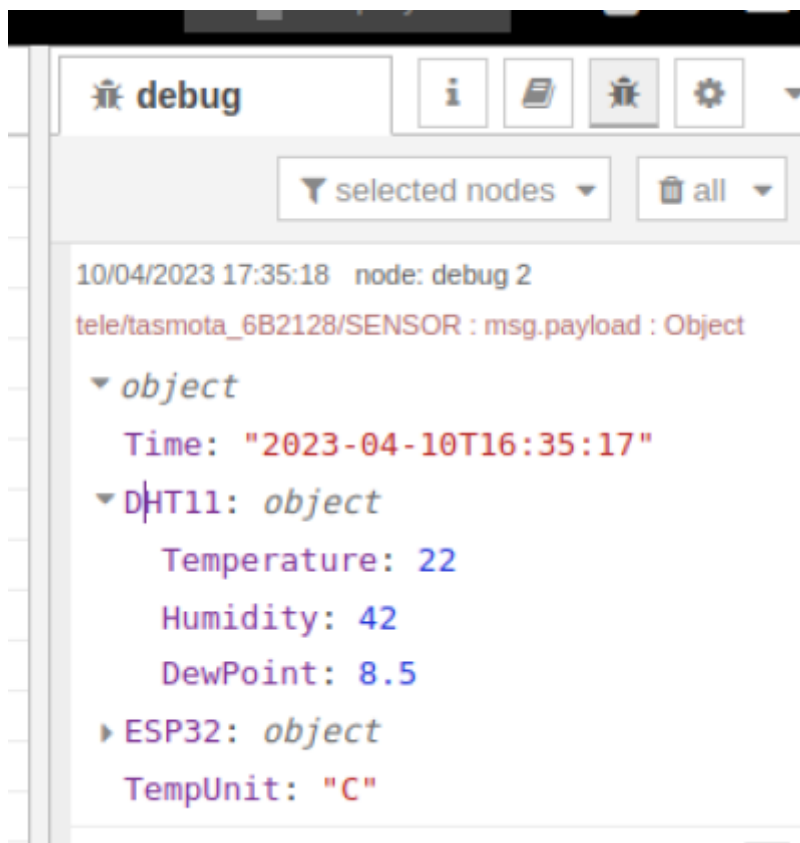 debug
i
selected nodes
all
10/04/2023 17:35:18 node: debug 2
tele/tasmota_6B2128/SENSOR : msg.payload : Object
object
Time: "2023-04-10T16:35:17"
DHT11: object
Temperature: 22
Humidity: 42
DewPoint: 8.5
ESP32: object
TempUnit: "C"